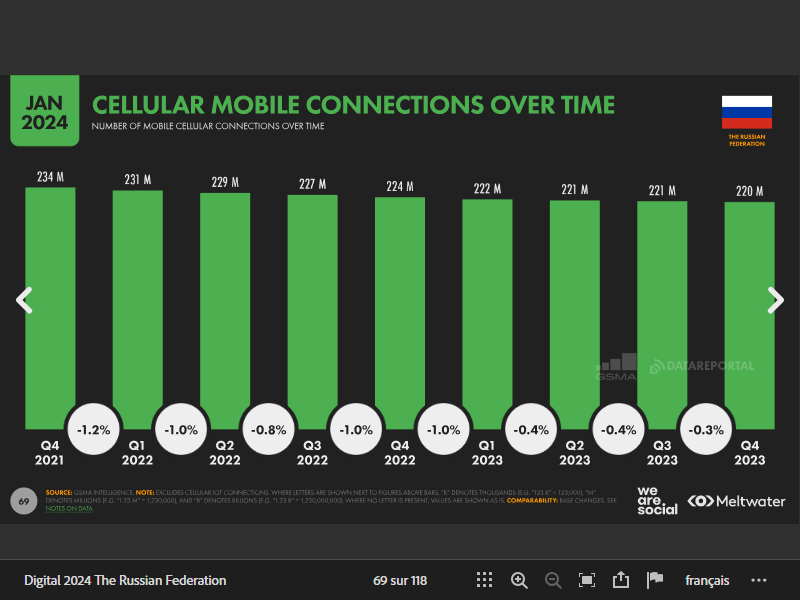 JAN
2024
CELLULAR MOBILE CONNECTIONS OVER TIME
NUMBER OF MOBILE CELLULAR CONNECTIONS OVER TIME
THE RUSSIAN
FEDERATION
234 M
231 M
229 M
227 M
224 M
222 M
221 M
221 M
220 M
GSMA
DATAREPORTAL
-1.2%
-1.0%
-0.8%
-1.0%
-1.0%
-0.4%
-0.4%
-0.3%
Q4
2021
Q1
2022
Q2
2022
Q3
2022
Q4
2022
Q1
2023
Q2
2023
Q3
2023
Q4
2023
69
SOURCE: GSMA INTELLIGENCE. NOTE: EXCLUDES CELLULAR IOT CONNECTIONS. WHERE LETTERS ARE SHOWN NEXT TO FIGURES ABOVE BARS, "K" DENOTES THOUSANDS (E.G. "123 K" = 123,000), "M"
DENOTES MILLIONS (E.G. "1.23 M" = 1,230,000), AND "B" DENOTES BILLIONS (E.G. "1.23 B" = 1,230,000,000). WHERE NO LETTER IS PRESENT, VALUES ARE SHOWN AS IS. COMPARABILITY: BASE CHANGES. SEE
NOTES ON DATA.
we
are.
social
Meltwater
Digital 2024 The Russian Federation
69 sur 118
français